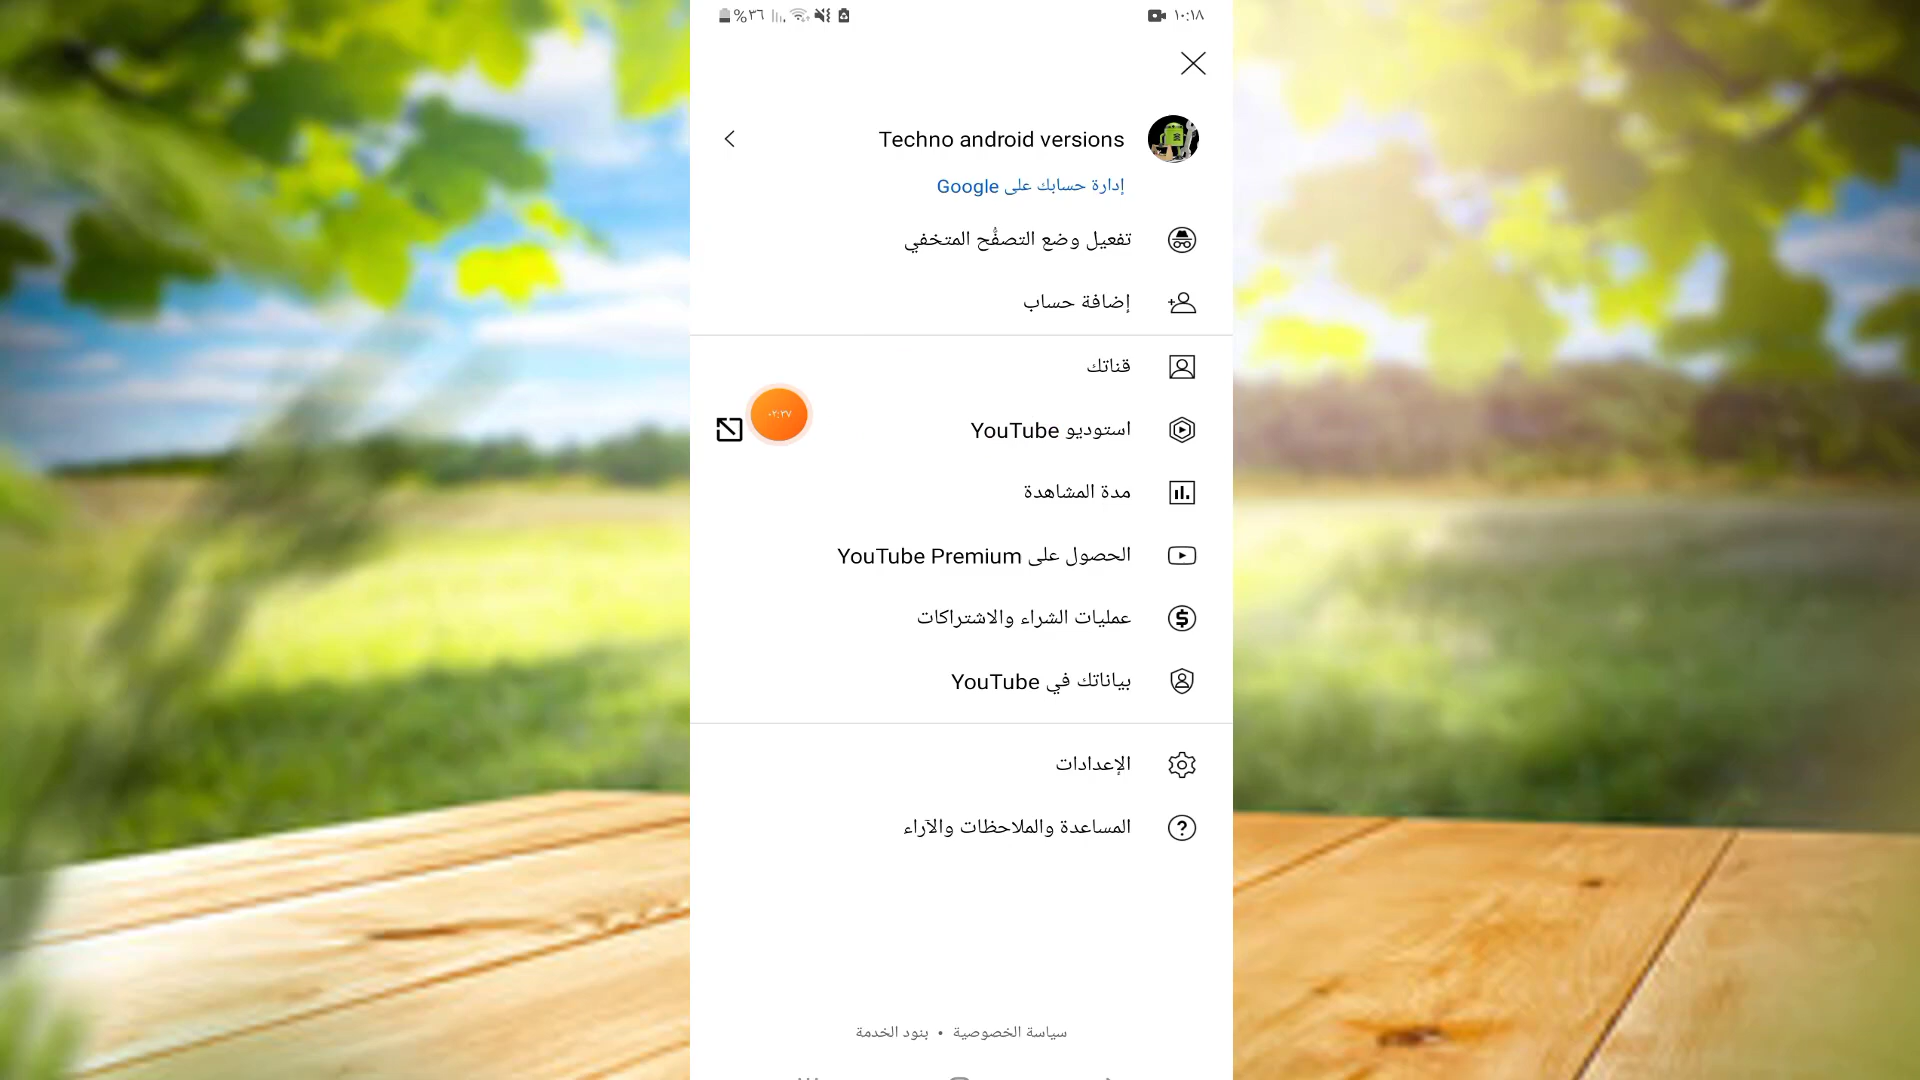 ١٠:١٨ %٣٦
Techno android versions
إدارة حسابك على Google
تفعيل وضع التصفُّح المتخفي
إضافة حساب
قناتك
٠٢:٣٧
استوديو YouTube
مدة المشاهدة
الحصول على YouTube Premium
عمليات الشراء والاشتراكات
بياناتك في YouTube
الإعدادات
المساعدة والملاحظات والآراء
سياسة الخصوصية • بنود الخدمة